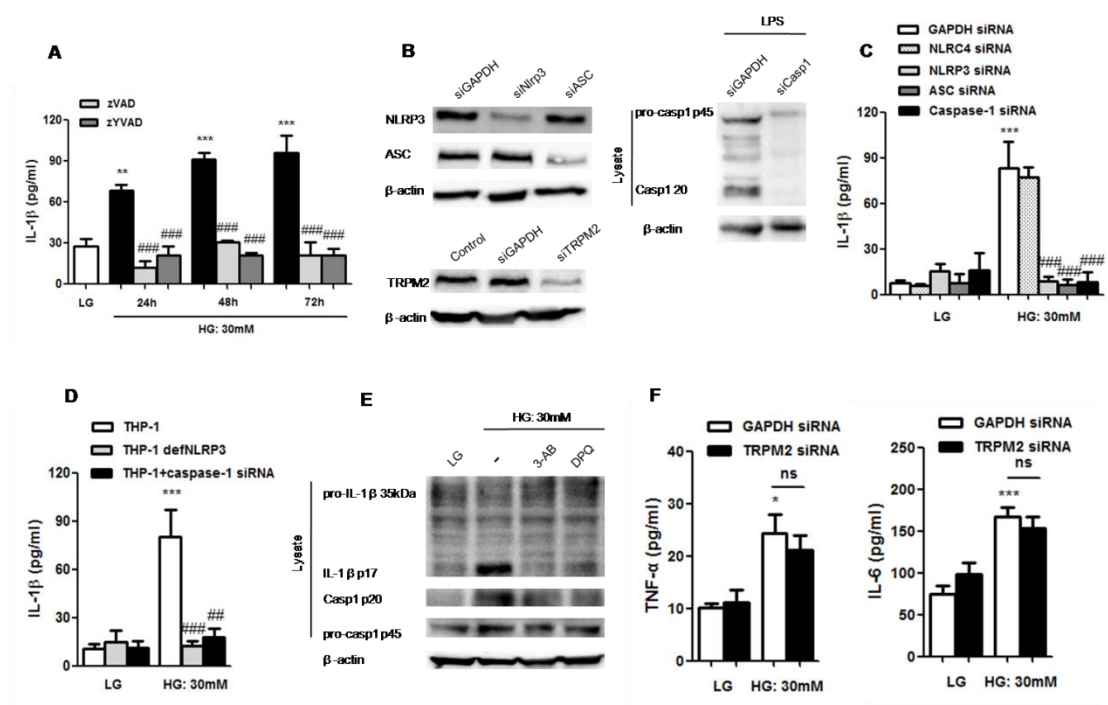 A
zVAD
zYVAD
IL-1β (pg/ml)
120
90
60
30
0
**
***
***
###
###
###
###
###
###
LG
24h
48h
72h
HG: 30mM
B
siGAPDH
siNlrp3
siASC
NLRP3
ASC
β-actin
Control
siGAPDH
siTRPM2
TRPM2
β-actin
LPS
siGAPDH
siCasp1
pro-casp1 p45
Lysate
Casp1 20
β-actin
C
GAPDH siRNA
NLRC4 siRNA
NLRP3 siRNA
ASC siRNA
Caspase-1 siRNA
IL-1β (pg/ml)
120
90
60
30
0
***
###
###
###
LG
HG: 30mM
D
THP-1
THP-1 defNLRP3
THP-1+caspase-1 siRNA
IL-1β (pg/ml)
120
90
60
30
0
***
###
##
LG
HG: 30mM
E
HG: 30mM
LG
-
3-AB
DPQ
pro-IL-1β 35kDa
Lysate
IL-1β p17
Casp1 p20
pro-casp1 p45
β-actin
F
GAPDH siRNA
TRPM2 siRNA
TNF-α (pg/ml)
40
30
20
10
0
ns
*
LG
HG: 30mM
GAPDH siRNA
TRPM2 siRNA
IL-6 (pg/ml)
250
200
150
100
50
0
ns
***
LG
HG: 30mM